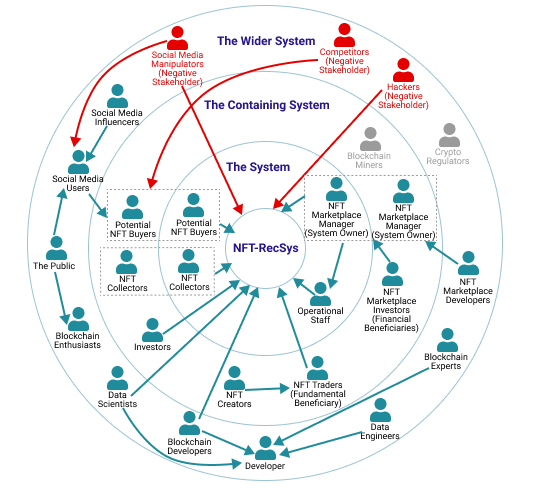 The Wider System
Social Media
Manipulators
(Negative
Stakeholder)
Competitors
(Negative
Stakeholder)
Hackers
(Negative
Stakeholder)
The Containing System
Social Media
Influencers
Blockchain
Miners
Crypto
Regulators
The System
Social Media
Users
Potential
NFT Buyers
Potential
NFT Buyers
NFT
Marketplace
Manager
(System Owner)
NFT
Marketplace
Manager
(System Owner)
NFT-RecSys
The Public
NFT
Collectors
NFT
Collectors
NFT
Marketplace
Investors
(Financial
Beneficiaries)
NFT
Marketplace
Developers
Operational
Staff
Blockchain
Enthusiasts
Investors
Blockchain
Experts
Data
Scientists
NFT
Creators
NFT Traders
(Fundamental
Beneficiary)
Data
Engineers
Blockchain
Developers
Developer